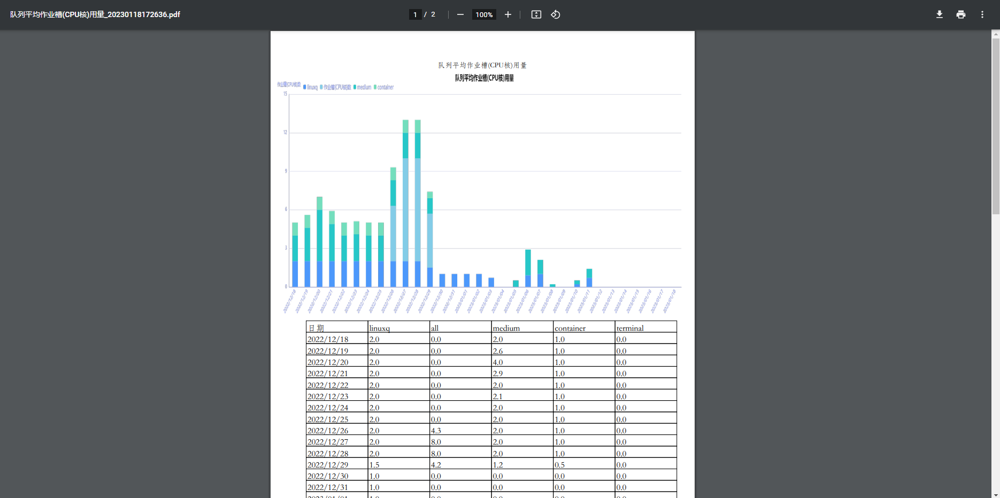 队列平均作业槽(CPU核)用量_20230118172636.pdf
1 / 2
100%
队列平均作业槽(CPU核)用量
队列平均作业槽(CPU核)用量
作业槽(CPU核)数
linuxq 作业槽(CPU核)数 medium container
15
12
9
6
3
0
2022/12/18 2022/12/19 2022/12/20 2022/12/21 2022/12/22 2022/12/23 2022/12/24 2022/12/25 2022/12/26 2022/12/27 2022/12/28 2022/12/29 2022/12/30 2022/12/31 2023/01/01 2023/01/02 2023/01/03 2023/01/04 2023/01/05 2023/01/06 2023/01/07 2023/01/08 2023/01/09 2023/01/10 2023/01/11 2023/01/12 2023/01/13 2023/01/14 2023/01/15 2023/01/16 2023/01/17 2023/01/18
日期 linuxq all medium container terminal
2022/12/18 2.0 0.0 2.0 1.0 0.0
2022/12/19 2.0 0.0 2.6 1.0 0.0
2022/12/20 2.0 0.0 4.0 1.0 0.0
2022/12/21 2.0 0.0 2.9 1.0 0.0
2022/12/22 2.0 0.0 2.0 1.0 0.0
2022/12/23 2.0 0.0 2.1 1.0 0.0
2022/12/24 2.0 0.0 2.0 1.0 0.0
2022/12/25 2.0 0.0 2.0 1.0 0.0
2022/12/26 2.0 4.3 2.0 1.0 0.0
2022/12/27 2.0 8.0 2.0 1.0 0.0
2022/12/28 2.0 8.0 2.0 1.0 0.0
2022/12/29 1.5 4.2 1.2 0.5 0.0
2022/12/30 1.0 0.0 0.0 0.0 0.0
2022/12/31 1.0 0.0 0.0 0.0 0.0